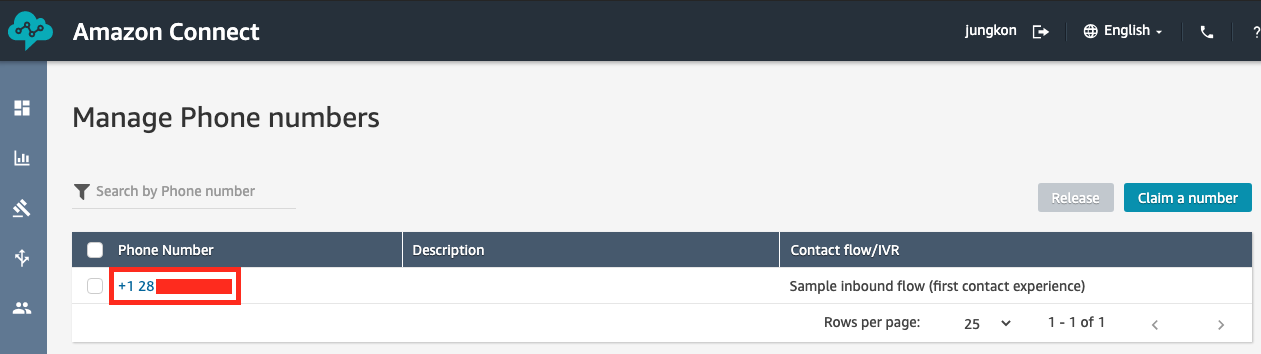 Amazon Connect
jungkon
English
?
Manage Phone numbers
Search by Phone number
Release
Claim a number
Phone Number Description Contact flow/IVR
+1 28 Sample inbound flow (first contact experience)
Rows per page: 25 1 - 1 of 1